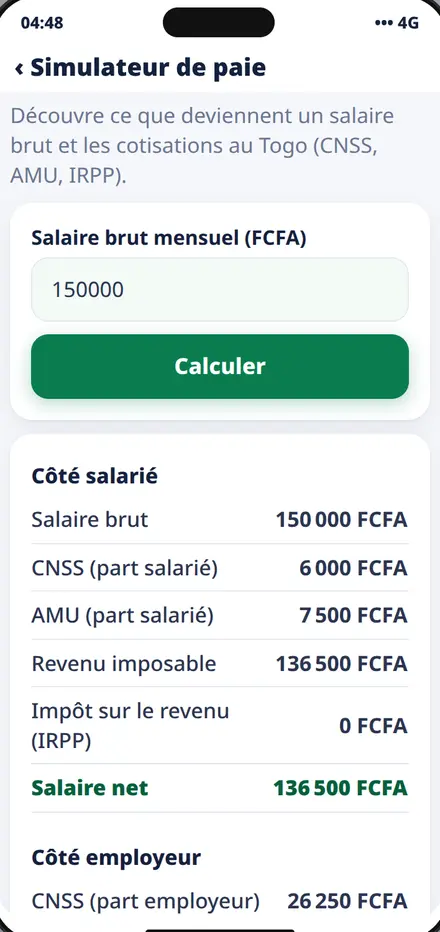 04:48
••• 4G
‹ Simulateur de paie
Découvre ce que deviennent un salaire
brut et les cotisations au Togo (CNSS,
AMU, IRPP).
Salaire brut mensuel (FCFA)
150000
Calculer
Côté salarié
Salaire brut 150 000 FCFA
CNSS (part salarié) 6 000 FCFA
AMU (part salarié) 7 500 FCFA
Revenu imposable 136 500 FCFA
Impôt sur le revenu
(IRPP) 0 FCFA
Salaire net 136 500 FCFA
Côté employeur
CNSS (part employeur) 26 250 FCFA